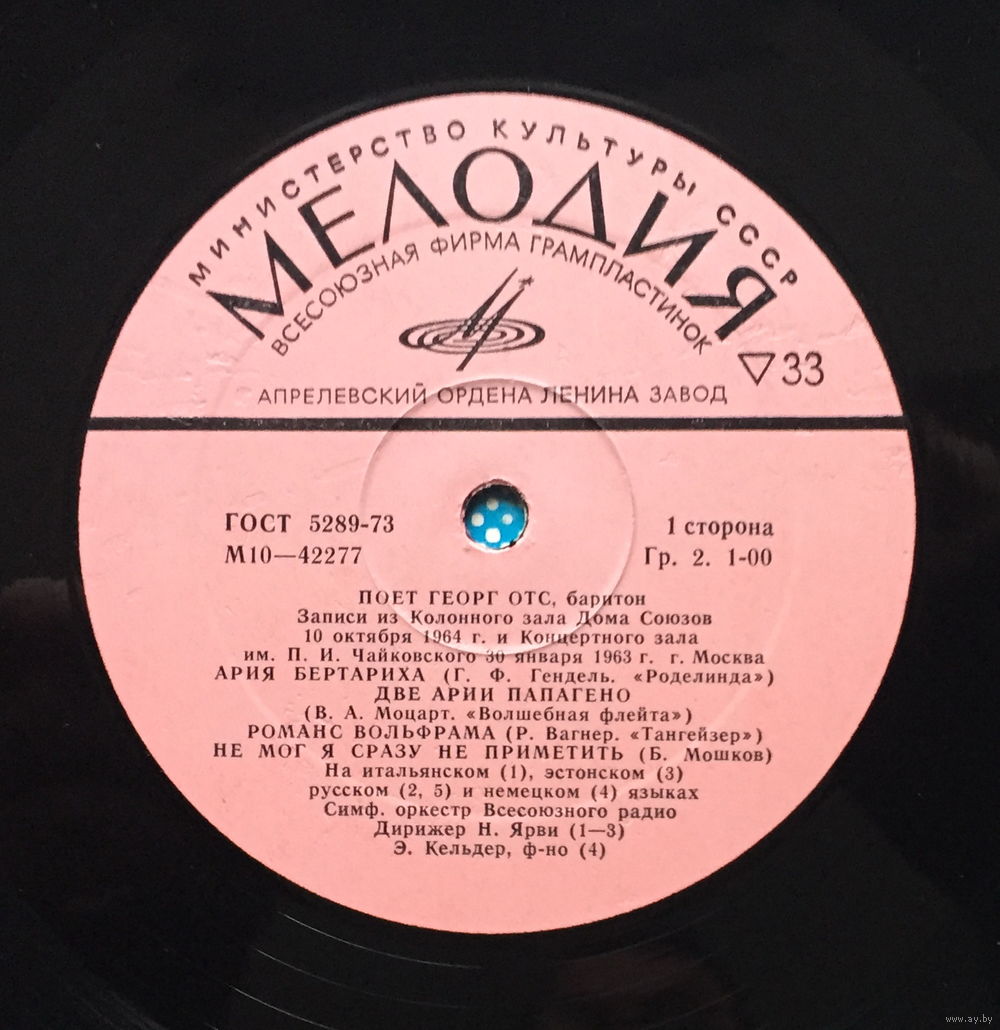 МИНИСТЕРСТВО КУЛЬТУРЫ СССР
МЕЛОДИЯ
ВСЕСОЮЗНАЯ ФИРМА ГРАМПЛАСТИНОК
33
АПРЕЛЕВСКИЙ ОРДЕНА ЛЕНИНА ЗАВОД
ГОСТ 5289-73
1 сторона
М10—42277
Гр. 2. 1-00
ПОЕТ ГЕОРГ ОТС, баритон
Записи из Колонного зала Дома Союзов
10 октября 1964 г. и Концертного зала
им. П. И. Чайковского 30 января 1963 г. г. Москва
АРИЯ БЕРТАРИХА (Г. Ф. Гендель. «Роделинда»)
ДВЕ АРИИ ПАПАГЕНО
(В. А. Моцарт. «Волшебная флейта»)
РОМАНС ВОЛЬФРАМА (Р. Вагнер. «Тангейзер»)
НЕ МОГ Я СРАЗУ НЕ ПРИМЕТИТЬ (Б. Мошков)
На итальянском (1), эстонском (3)
русском (2, 5) и немецком (4) языках
Симф. оркестр Всесоюзного радио
Дирижер Н. Ярви (1—3)
Э. Кельдер, ф-но (4)
www.ay.by